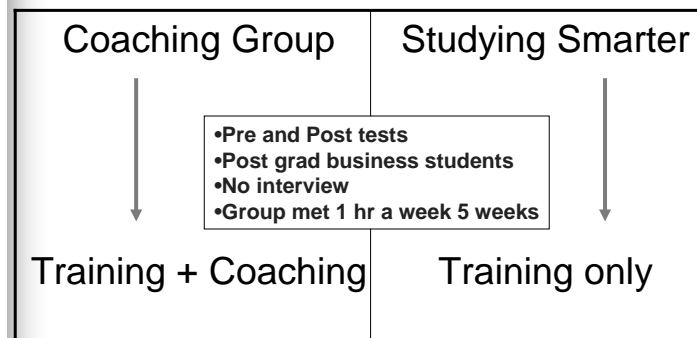 Coaching Group
Studying Smarter
•Pre and Post tests
•Post grad business students
•No interview
•Group met 1 hr a week 5 weeks
Training + Coaching
Training only